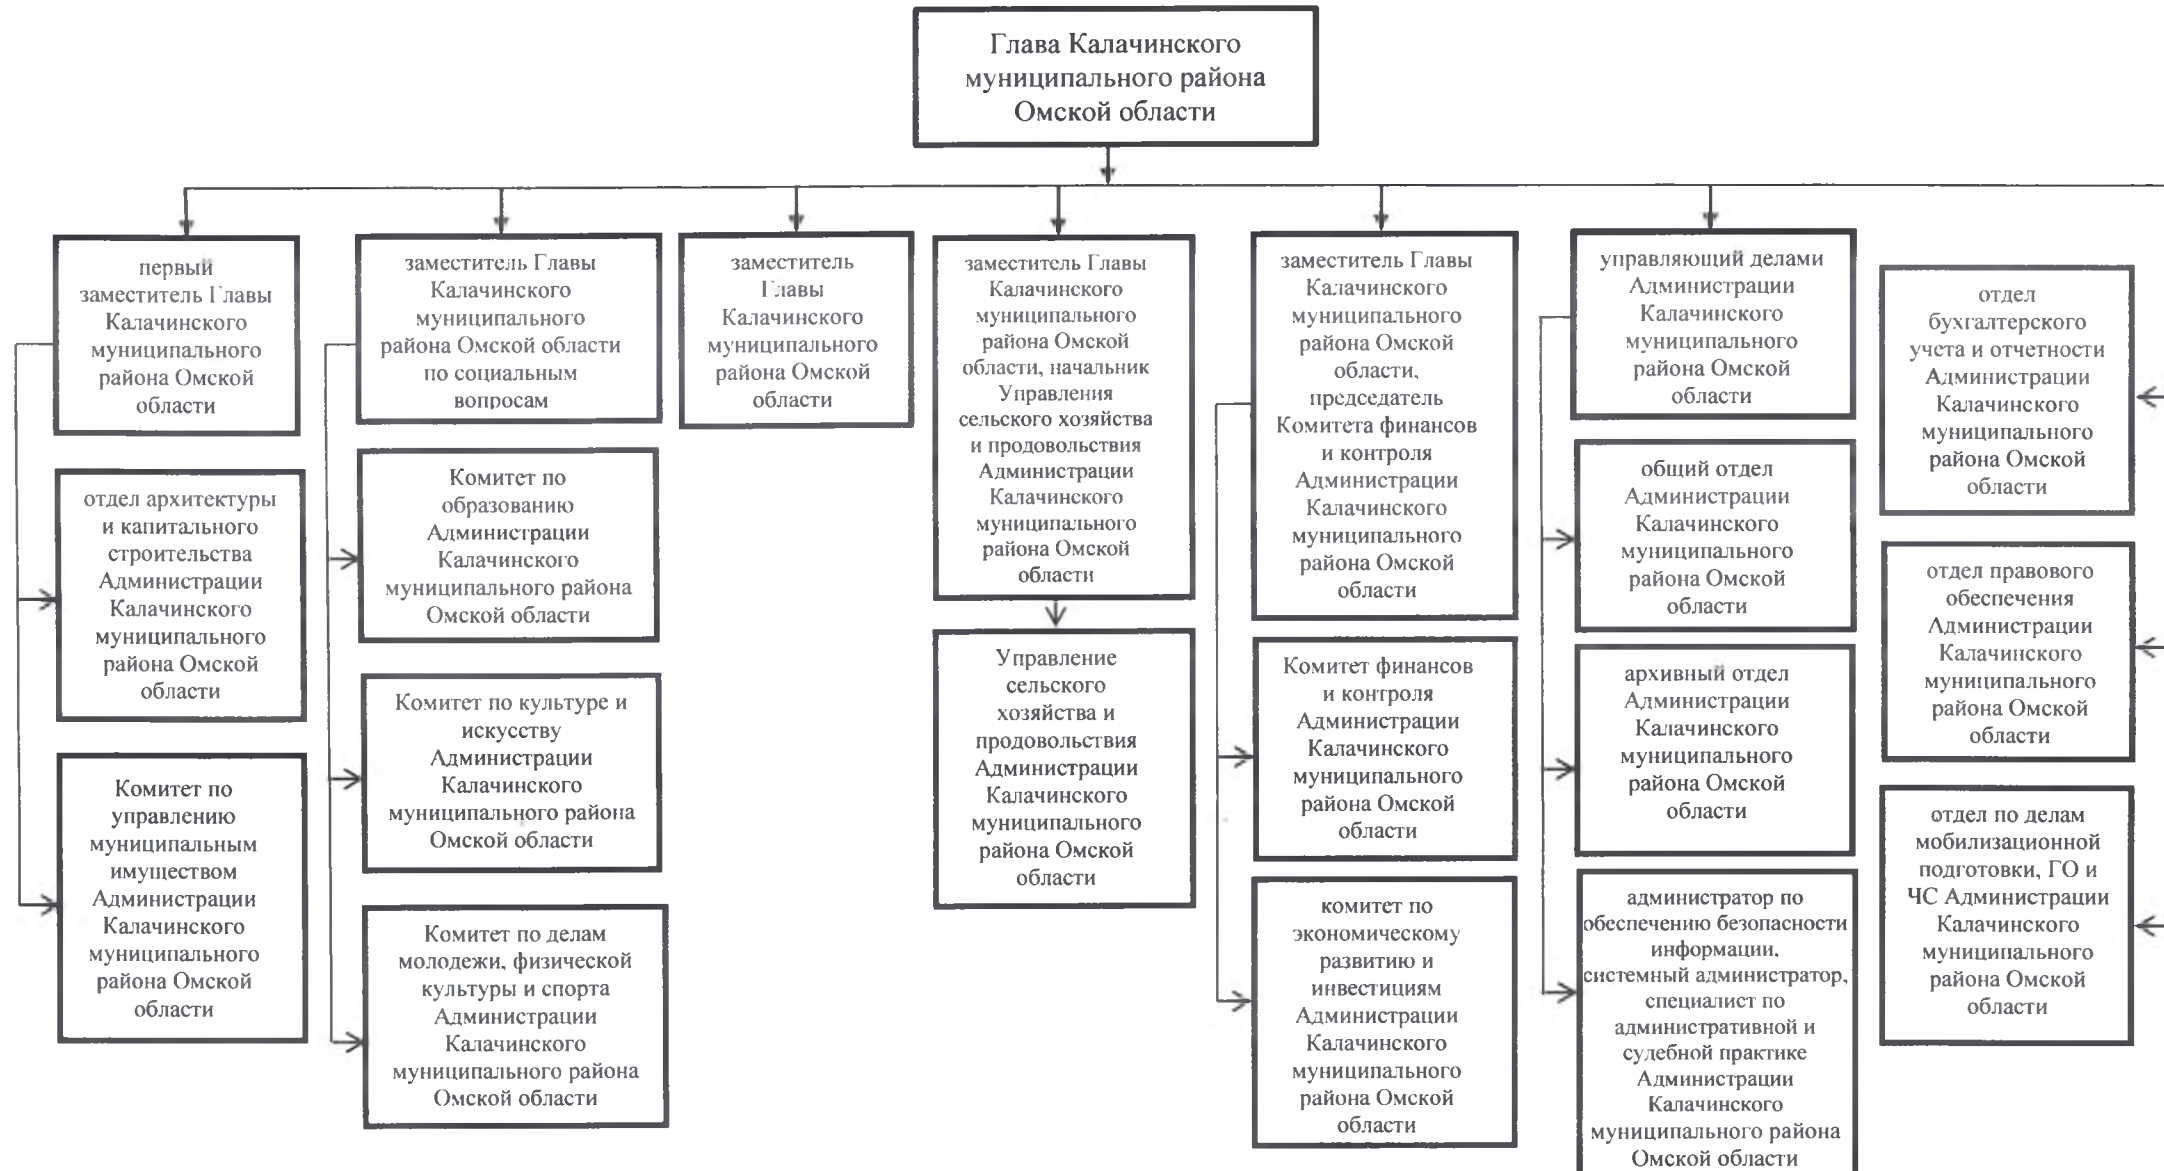 Глава Калачинского
муниципального района
Омской области
первый
заместитель Главы
Калачинского
муниципального
района Омской
области
заместитель Главы
Калачинского
муниципального
района Омской области
по социальным
вопросам
заместитель
Главы
Калачинского
муниципального
района Омской
области
заместитель Главы
Калачинского
муниципального
района Омской
области, начальник
Управления
сельского хозяйства
и продовольствия
Администрации
Калачинского
муниципального
района Омской
области
заместитель Главы
Калачинского
муниципального
района Омской
области,
председатель
Комитета финансов
и контроля
Администрации
Калачинского
муниципального
района Омской
области
управляющий делами
Администрации
Калачинского
муниципального
района Омской
области
отдел
бухгалтерского
учета и отчетности
Администрации
Калачинского
муниципального
района Омской
области
отдел архитектуры
и капитального
строительства
Администрации
Калачинского
муниципального
района Омской
области
Комитет по
образованию
Администрации
Калачинского
муниципального района
Омской области
общий отдел
Администрации
Калачинского
муниципального
района Омской
области
отдел правового
обеспечения
Администрации
Калачинского
муниципального
района Омской
области
Комитет по культуре и
искусству
Администрации
Калачинского
муниципального района
Омской области
Управление
сельского
хозяйства и
продовольствия
Администрации
Калачинского
муниципального
района Омской
области
Комитет финансов
и контроля
Администрации
Калачинского
муниципального
района Омской
области
архивный отдел
Администрации
Калачинского
муниципального
района Омской
области
Комитет по
управлению
муниципальным
имуществом
Администрации
Калачинского
муниципального
района Омской
области
Комитет по делам
молодежи, физической
культуры и спорта
Администрации
Калачинского
муниципального района
Омской области
комитет по
экономическому
развитию и
инвестициям
Администрации
Калачинского
муниципального
района Омской
области
администратор по
обеспечению безопасности
информации,
системный администратор,
специалист по
административной и
судебной практике
Администрации
Калачинского
муниципального района
Омской области
отдел по делам
мобилизационной
подготовки, ГО и
ЧС Администрации
Калачинского
муниципального
района Омской
области